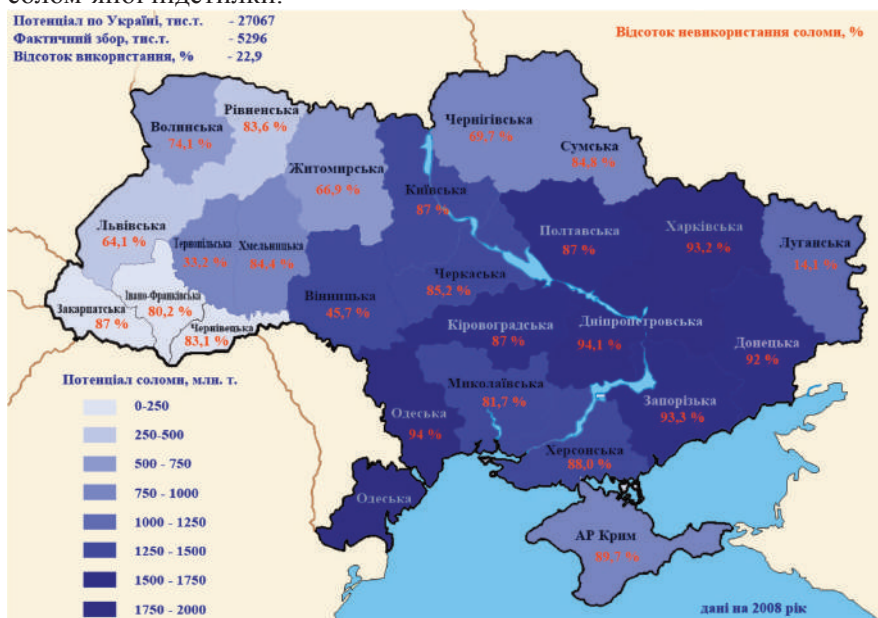 солом'яної підстилки.
Потенціал по Україні, тис.т. - 27067
Фактичний збор, тис.т. - 5296
Відсоток використання, % - 22,9
Відсоток невикористання соломи, %
Рівненська
83,6 %
Волинська
74,1 %
Чернігівська
69,7 %
Сумська
84,8 %
Житомирська
66,9 %
Київська
87 %
Львівська
64,1 %
Тернопільська
33,2 %
Хмельницька
84,4 %
Полтавська
87 %
Харківська
93,2 %
Луганська
14,1 %
Черкаська
85,2 %
Вінницька
45,7 %
Івано-Франківська
80,2 %
Закарпатська
87 %
Чернівецька
83,1 %
Кіровоградська
87 %
Дніпропетровська
94,1 %
Донецька
92 %
Миколаївська
81,7 %
Запорізька
93,3 %
Одеська
94 %
Херсонська
88,0 %
Одеська
АР Крим
89,7 %
Потенціал соломи, млн. т.
0-250
250-500
500 - 750
750 - 1000
1000 - 1250
1250 - 1500
1500 - 1750
1750 - 2000
дані на 2008 рік